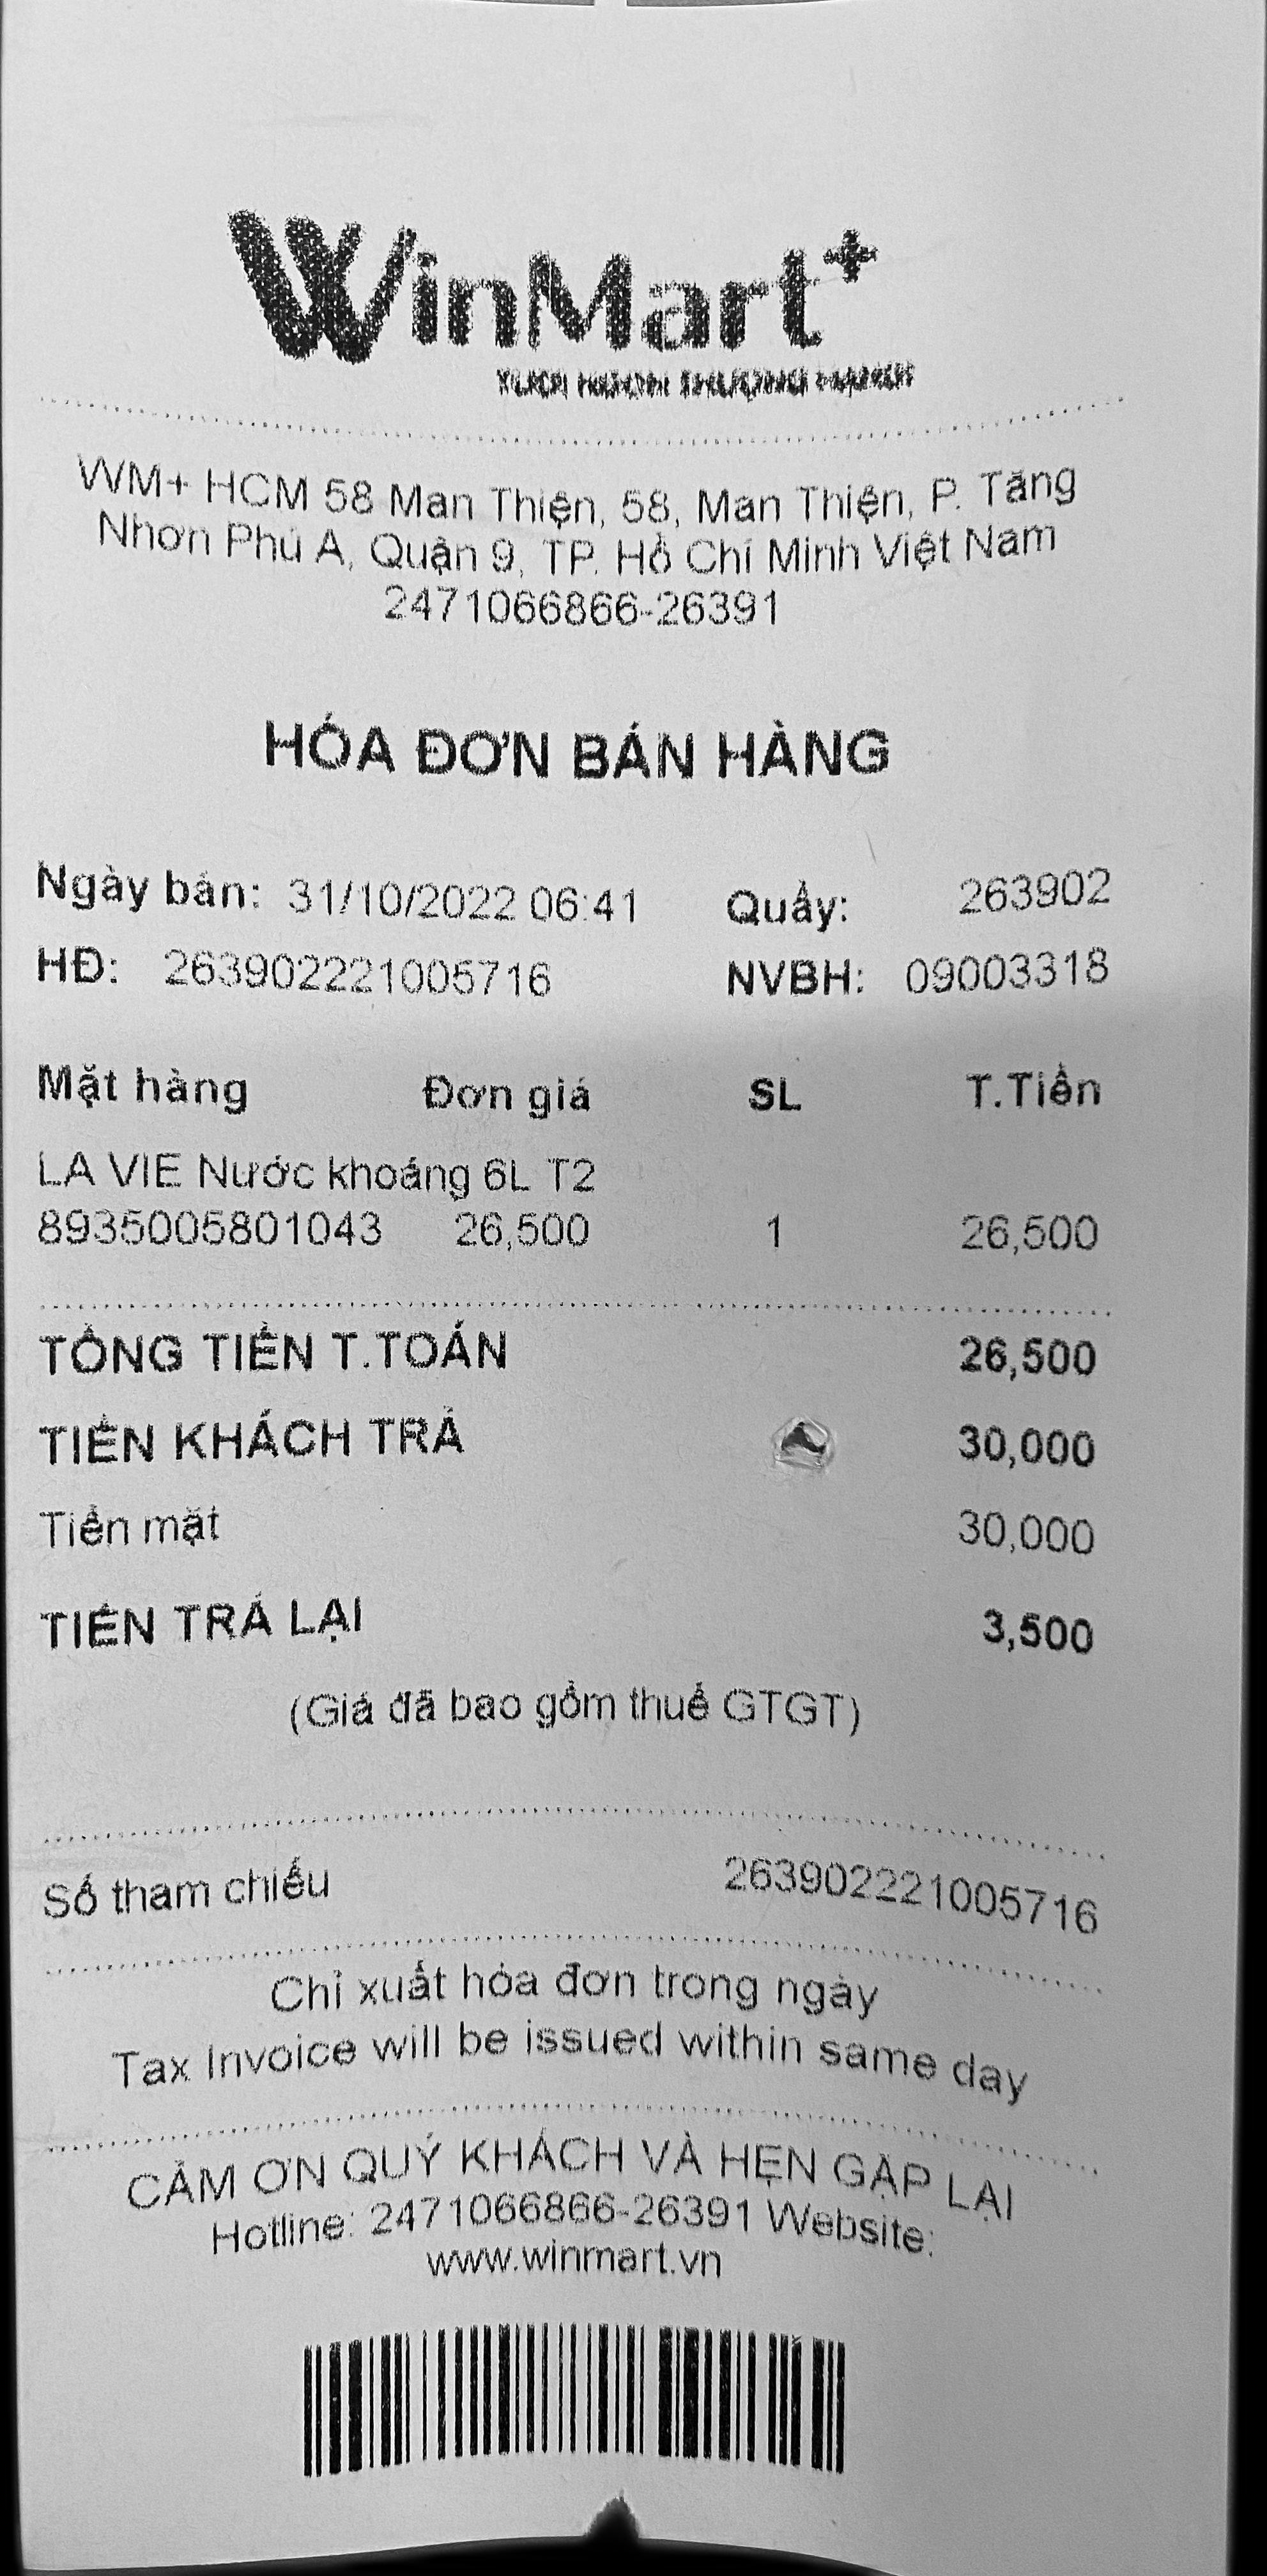 WinMart+
WM+ HCM 58 Man Thiện, 58, Man Thiện, P. Tăng
Nhơn Phú A, Quận 9, TP. Hồ Chí Minh Việt Nam
2471066866-26391
HÓA ĐƠN BÁN HÀNG
Ngày bán: 31/10/2022 06:41 Quầy: 263902
HĐ: 263902221005716 NVBH: 09003318
Mặt hàng Đơn giá SL T.Tiền
LA VIE Nước khoáng 6L T2
8935005801043 26,500 1 26,500
TỔNG TIỀN T.TOÁN 26,500
TIỀN KHÁCH TRẢ 30,000
Tiền mặt 30,000
TIỀN TRẢ LẠI 3,500
(Giá đã bao gồm thuế GTGT)
Số tham chiếu 263902221005716
Chỉ xuất hóa đơn trong ngày
Tax Invoice will be issued within same day
CẢM ƠN QUÝ KHÁCH VÀ HẸN GẶP LẠI
Hotline: 2471066866-26391 Website:
www.winmart.vn